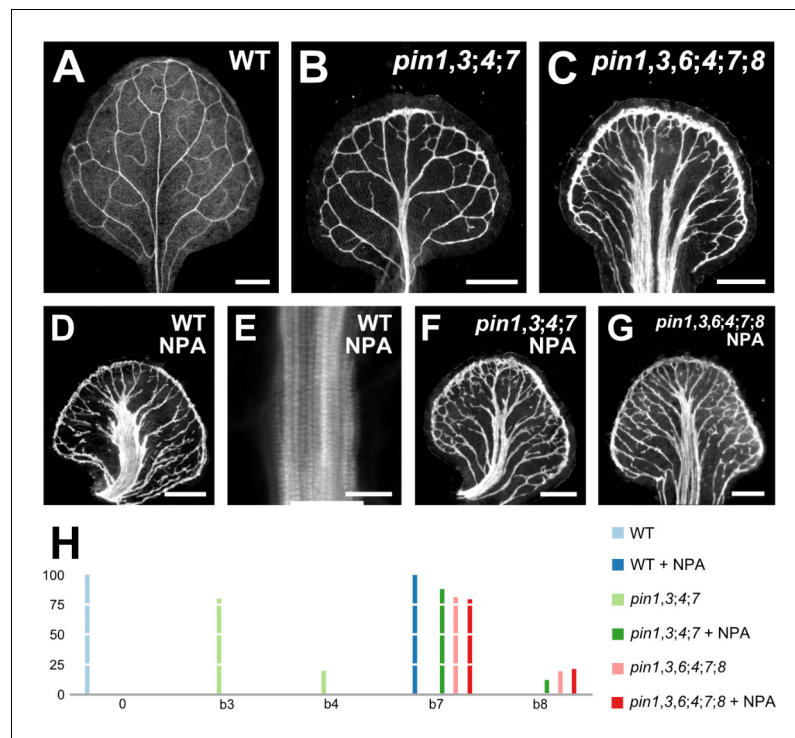 A WT
B pin1,3;4;7
C pin1,3,6;4;7;8
D WT
NPA
E WT
NPA
F pin1,3;4;7
NPA
G pin1,3,6;4;7;8
NPA
H
100
75
50
25
0
0 b3 b4 b7 b8
WT
WT + NPA
pin1,3;4;7
pin1,3;4;7 + NPA
pin1,3,6;4;7;8
pin1,3,6;4;7;8 + NPA